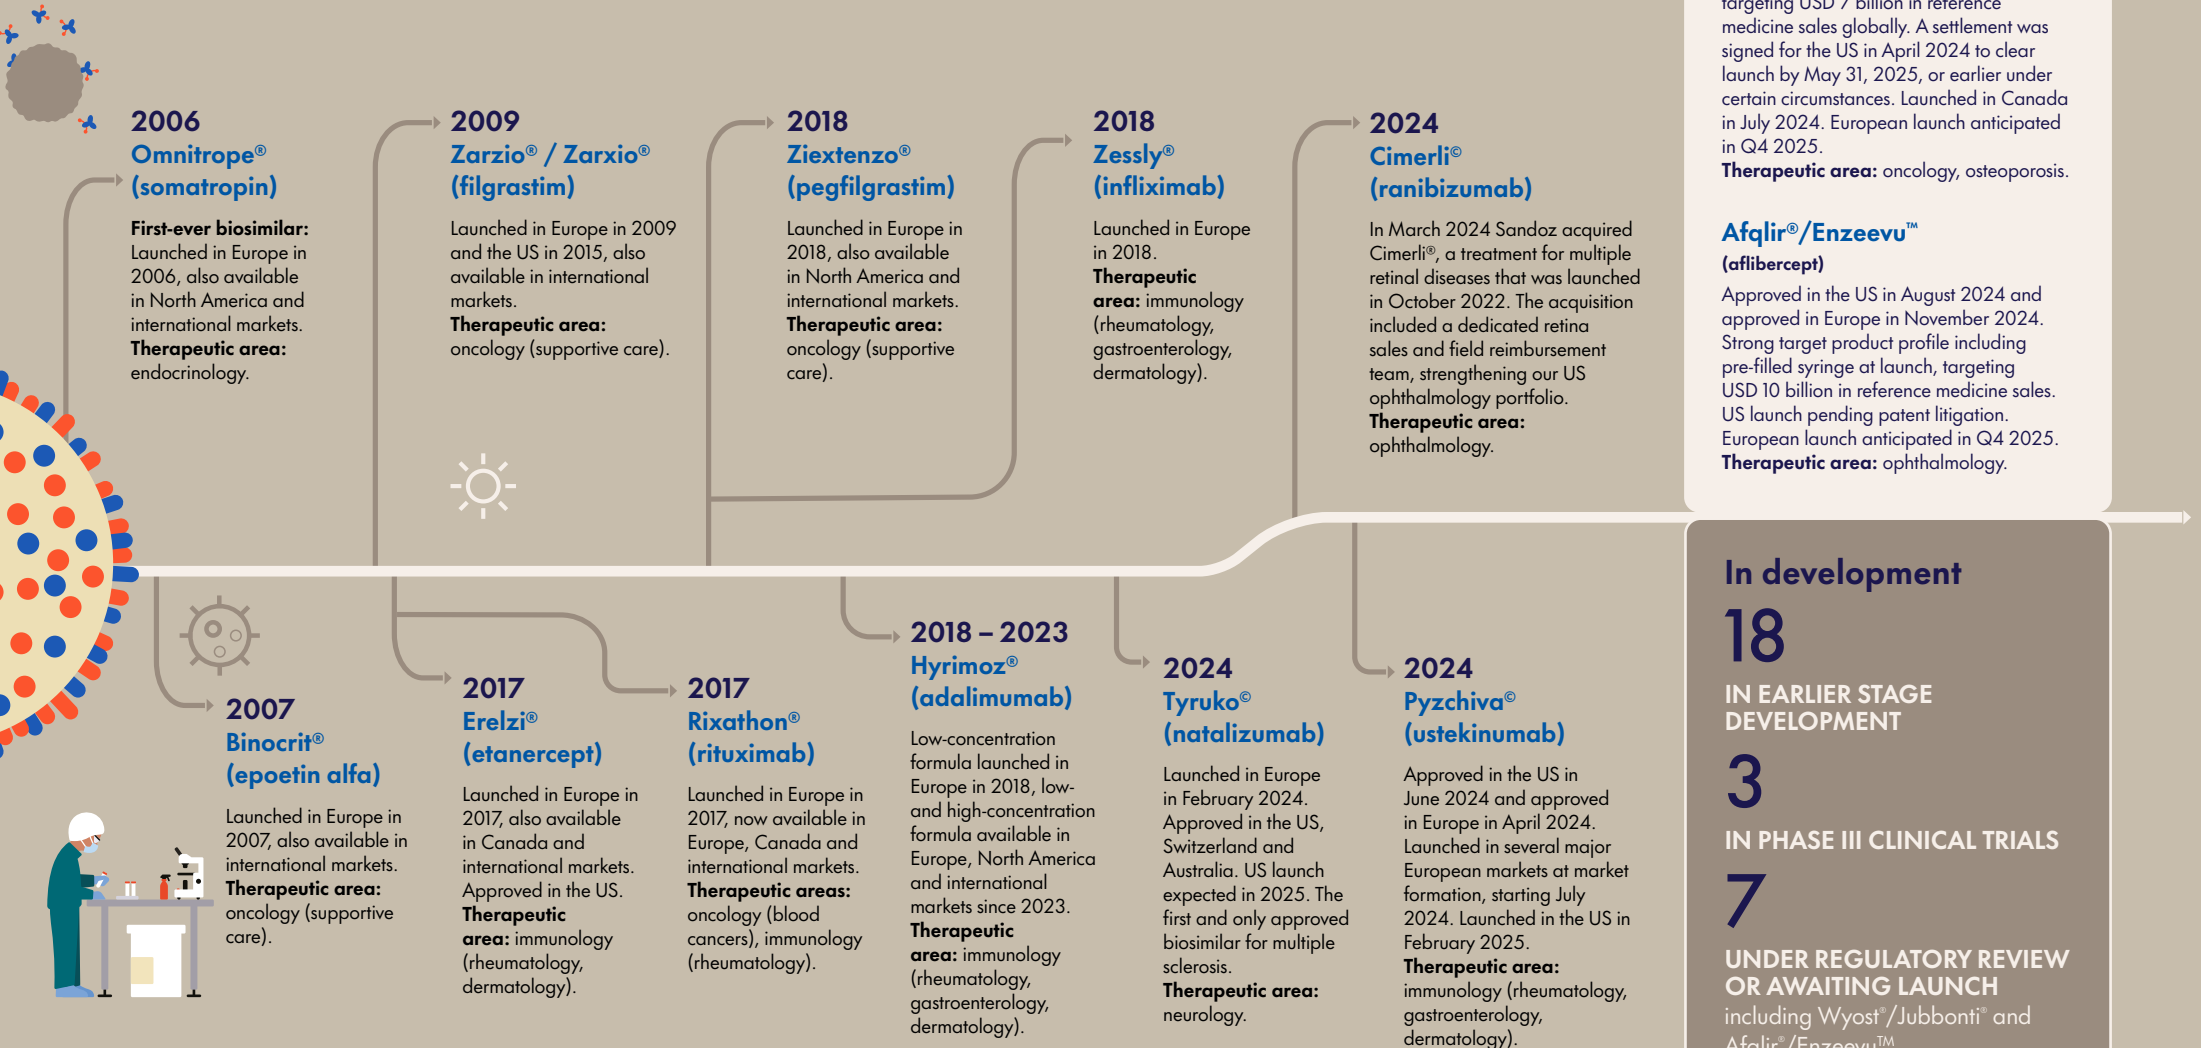 2006
Omnitrope®
(somatropin)
First-ever biosimilar:
Launched in Europe in
2006, also available
in North America and
international markets.
Therapeutic area:
endocrinology.
2009
Zarzio® / Zarxio®
(filgrastim)
Launched in Europe in 2009
and the US in 2015, also
available in international
markets.
Therapeutic area:
oncology (supportive care).
2018
Ziextenzo®
(pegfilgrastim)
Launched in Europe in
2018, also available
in North America and
international markets.
Therapeutic area:
oncology (supportive
care).
2018
Zessly®
(infliximab)
Launched in Europe
in 2018.
Therapeutic
area: immunology
(rheumatology,
gastroenterology,
dermatology).
2024
Cimerli©
(ranibizumab)
In March 2024 Sandoz acquired
Cimerli®, a treatment for multiple
retinal diseases that was launched
in October 2022. The acquisition
included a dedicated retina
sales and field reimbursement
team, strengthening our US
ophthalmology portfolio.
Therapeutic area:
ophthalmology.
2007
Binocrit®
(epoetin alfa)
Launched in Europe in
2007, also available in
international markets.
Therapeutic area:
oncology (supportive
care).
2017
Erelzi®
(etanercept)
Launched in Europe in
2017, also available
in Canada and
international markets.
Approved in the US.
Therapeutic
area: immunology
(rheumatology,
dermatology).
2017
Rixathon®
(rituximab)
Launched in Europe in
2017, now available in
Europe, Canada and
international markets.
Therapeutic areas:
oncology (blood
cancers), immunology
(rheumatology).
2018 – 2023
Hyrimoz®
(adalimumab)
Low-concentration
formula launched in
Europe in 2018, low-
and high-concentration
formula available in
Europe, North America
and international
markets since 2023.
Therapeutic
area: immunology
(rheumatology,
gastroenterology,
dermatology).
2024
Tyruko©
(natalizumab)
Launched in Europe
in February 2024.
Approved in the US,
Switzerland and
Australia. US launch
expected in 2025. The
first and only approved
biosimilar for multiple
sclerosis.
Therapeutic area:
neurology.
2024
Pyzchiva©
(ustekinumab)
Approved in the US in
June 2024 and approved
in Europe in April 2024.
Launched in several major
European markets at market
formation, starting July
2024. Launched in the US in
February 2025.
Therapeutic area:
immunology (rheumatology,
gastroenterology,
dermatology).
targeting USD 7 billion in reference
medicine sales globally. A settlement was
signed for the US in April 2024 to clear
launch by May 31, 2025, or earlier under
certain circumstances. Launched in Canada
in July 2024. European launch anticipated
in Q4 2025.
Therapeutic area: oncology, osteoporosis.
Afqlir®/Enzeevu™
(aflibercept)
Approved in the US in August 2024 and
approved in Europe in November 2024.
Strong target product profile including
pre-filled syringe at launch, targeting
USD 10 billion in reference medicine sales.
US launch pending patent litigation.
European launch anticipated in Q4 2025.
Therapeutic area: ophthalmology.
In development
18
IN EARLIER STAGE
DEVELOPMENT
3
IN PHASE III CLINICAL TRIALS
7
UNDER REGULATORY REVIEW
OR AWAITING LAUNCH
including Wyost®/Jubbonti® and
Afqlir®/Enzeevu™